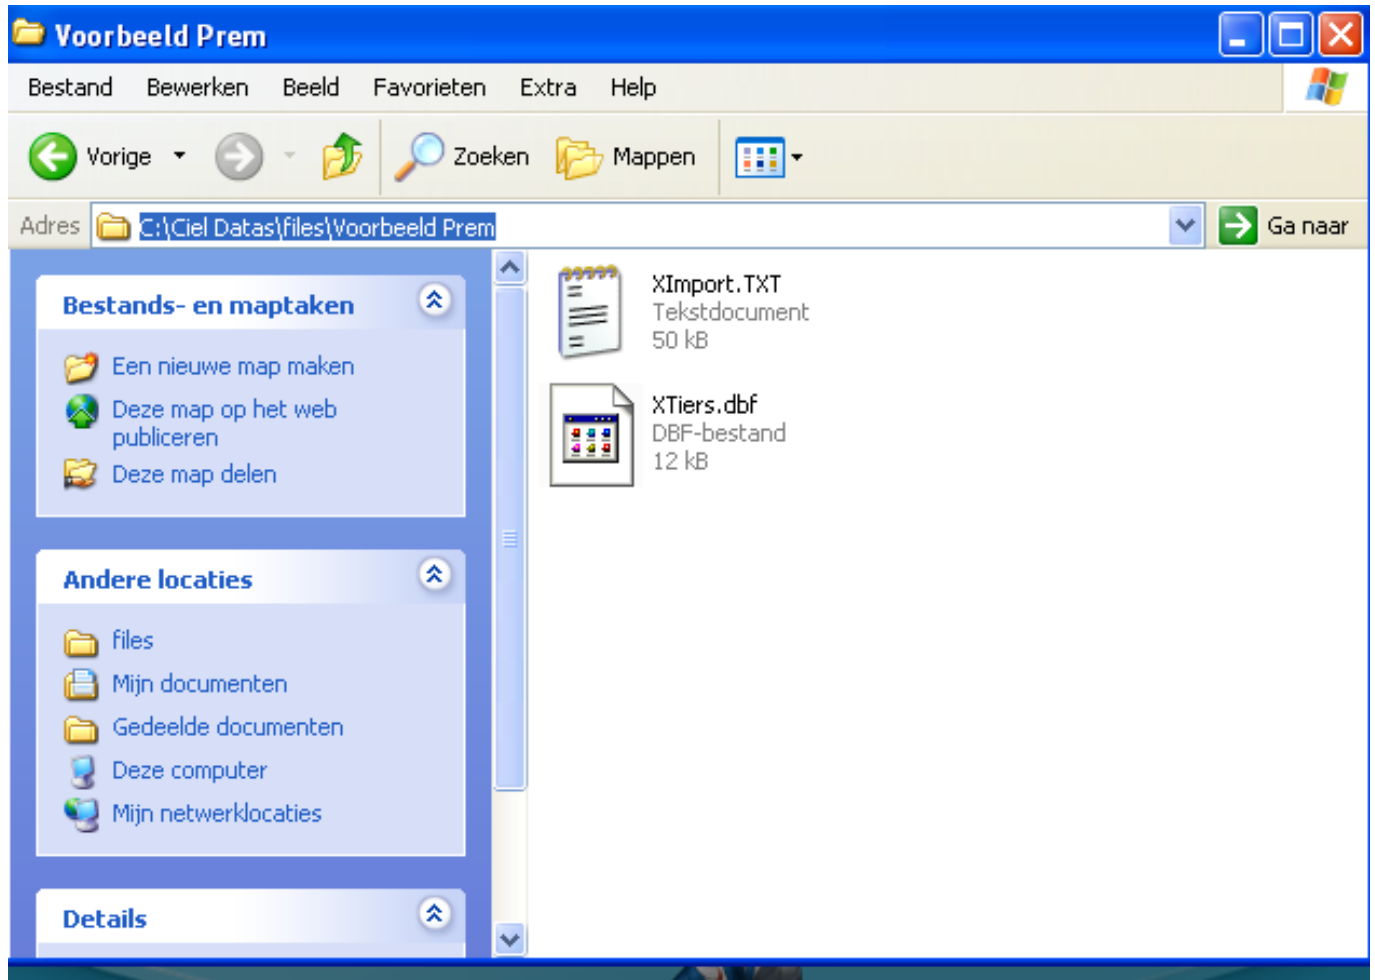 Voorbeeld Prem
Bestand Bewerken Beeld Favorieten Extra Help
Vorige Zoeken Mappen
Adres C:\Ciel Datas\files\Voorbeeld Prem Ga naar
Bestands- en maptaken
Een nieuwe map maken
Deze map op het web
publiceren
Deze map delen
Andere locaties
files
Mijn documenten
Gedeelde documenten
Deze computer
Mijn netwerklocaties
Details
XImport.TXT
Tekstdocument
50 kB
XTiers.dbf
DBF-bestand
12 kB